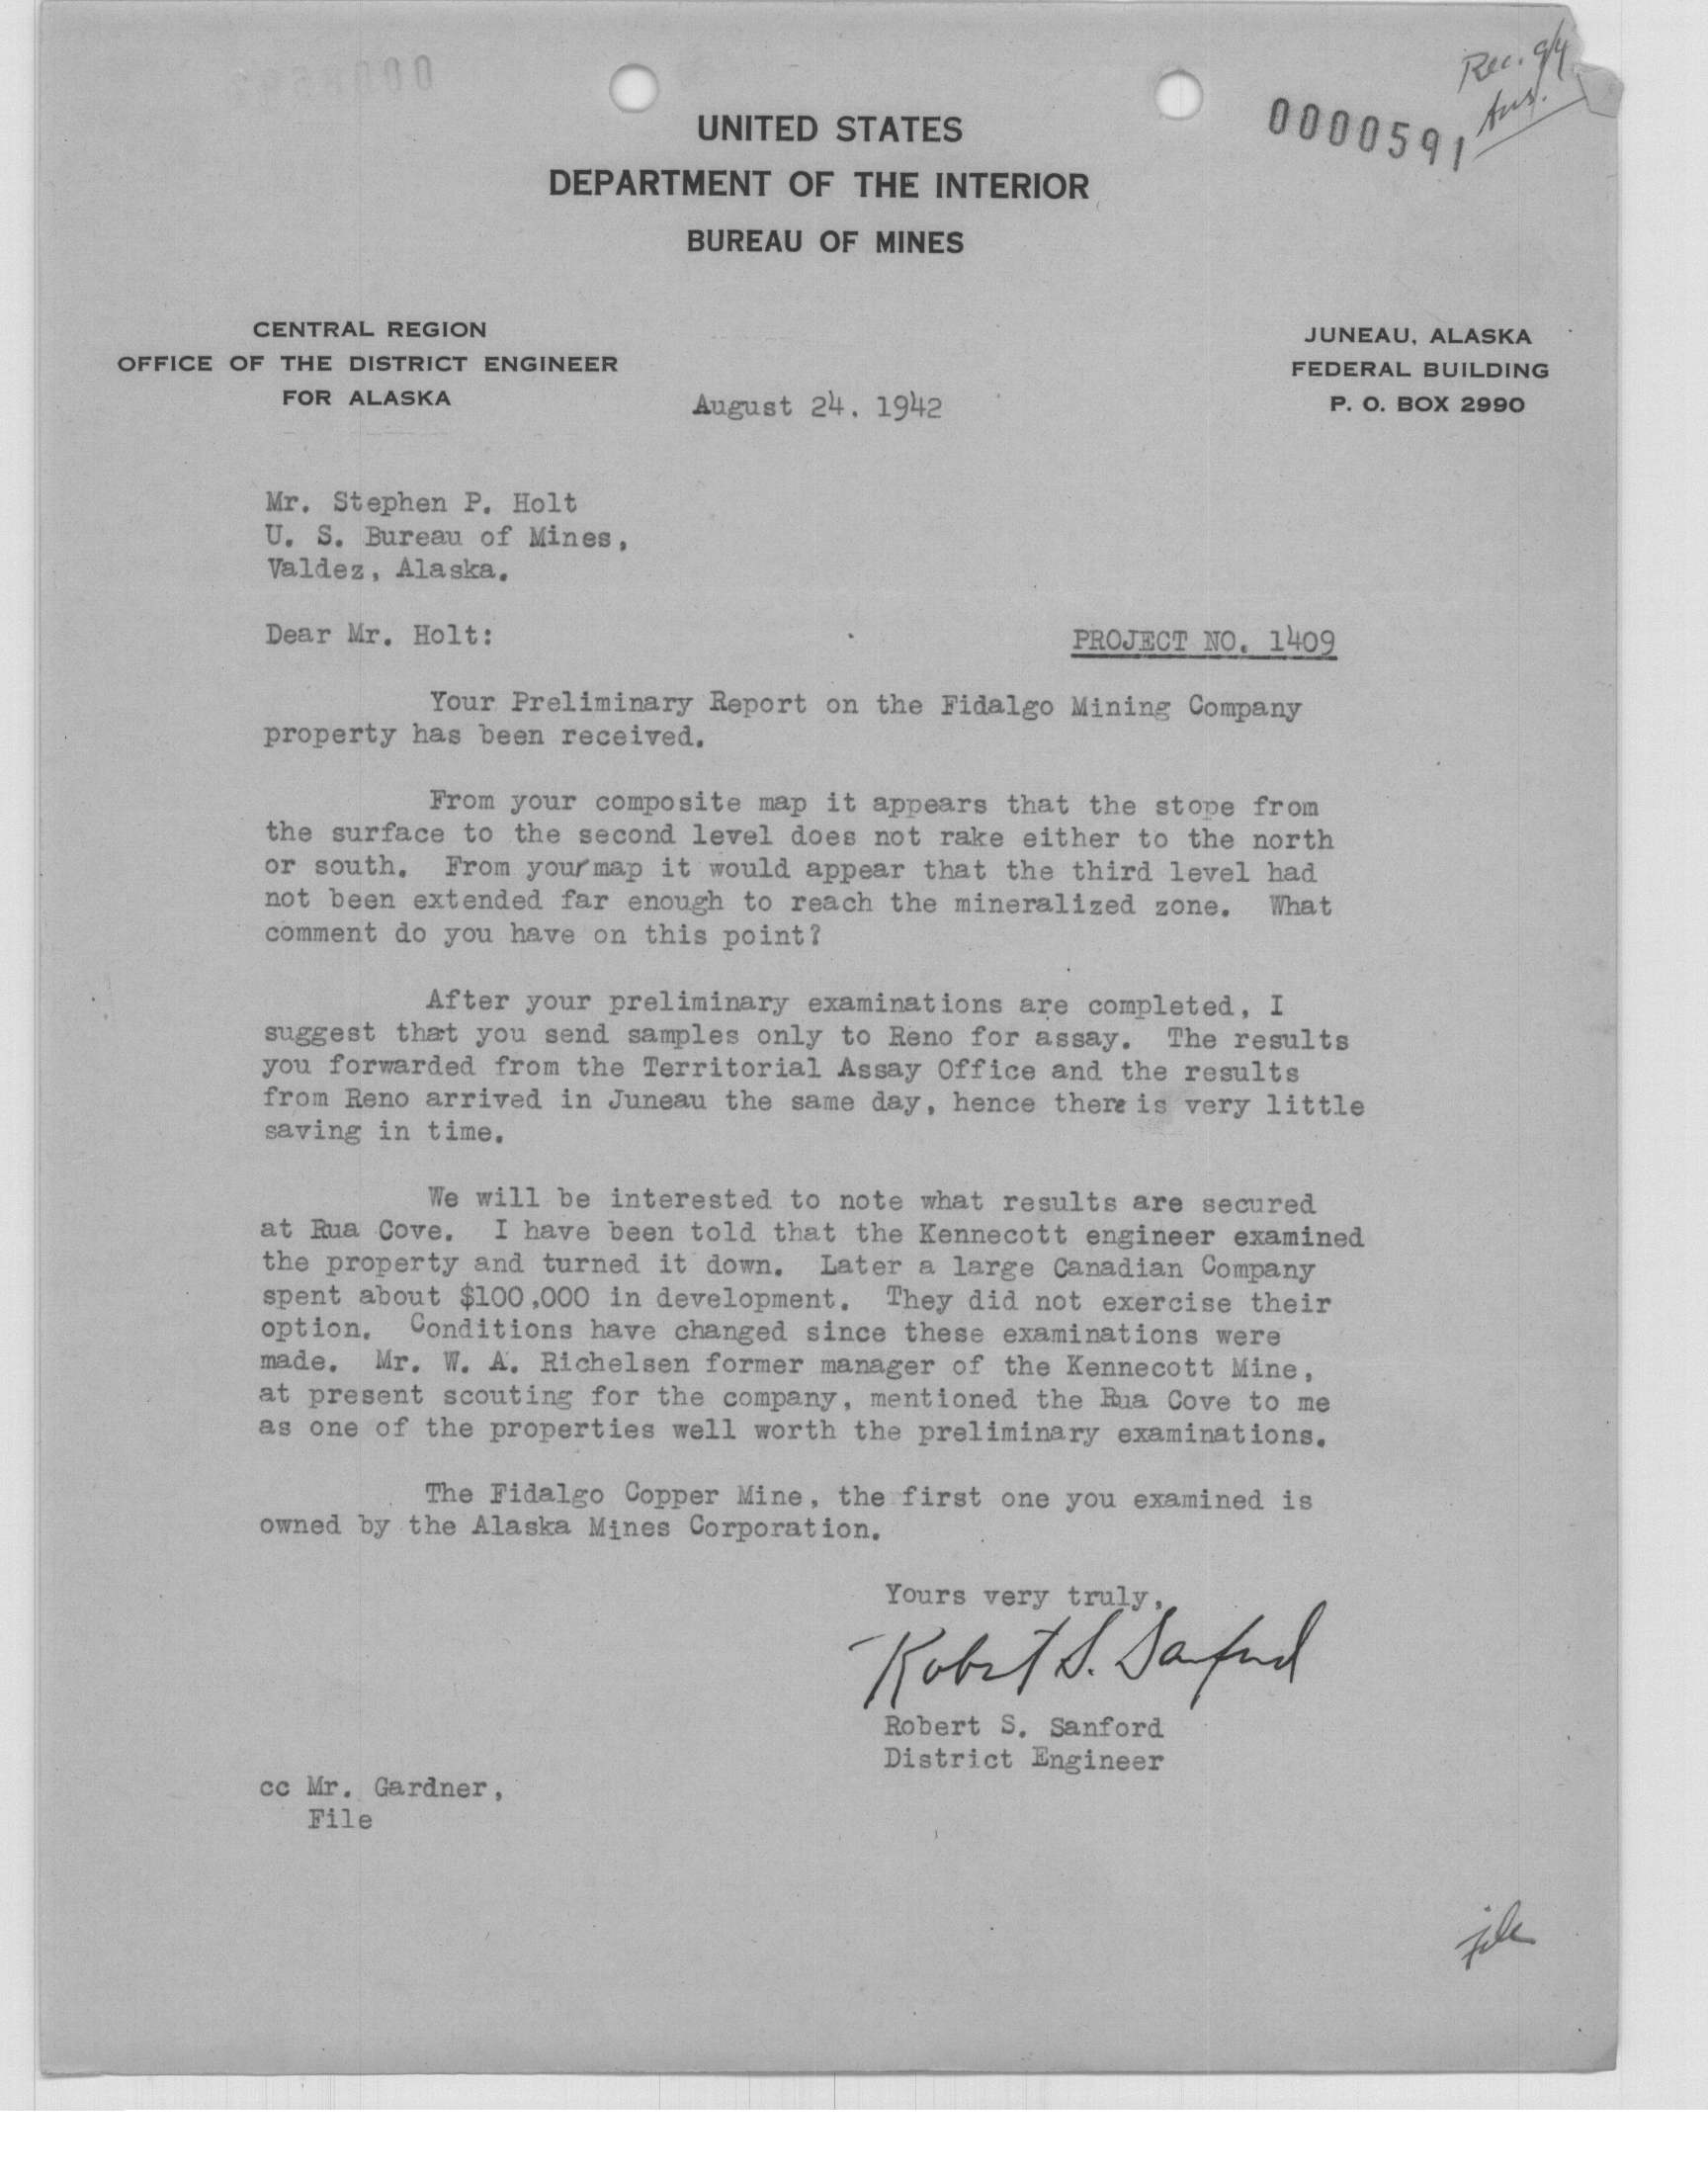 Rec. 9/4
Ans.
0000591
UNITED STATES
DEPARTMENT OF THE INTERIOR
BUREAU OF MINES
CENTRAL REGION
OFFICE OF THE DISTRICT ENGINEER
FOR ALASKA
JUNEAU, ALASKA
FEDERAL BUILDING
P. O. BOX 2990
August 24. 1942
Mr. Stephen P. Holt
U. S. Bureau of Mines,
Valdez, Alaska.
Dear Mr. Holt:
PROJECT NO. 1409
Your Preliminary Report on the Fidalgo Mining Company
property has been received.
From your composite map it appears that the stope from
the surface to the second level does not rake either to the north
or south. From your map it would appear that the third level had
not been extended far enough to reach the mineralized zone. What
comment do you have on this point?
After your preliminary examinations are completed, I
suggest that you send samples only to Reno for assay. The results
you forwarded from the Territorial Assay Office and the results
from Reno arrived in Juneau the same day, hence there is very little
saving in time.
We will be interested to note what results are secured
at Rua Cove. I have been told that the Kennecott engineer examined
the property and turned it down. Later a large Canadian Company
spent about $100,000 in development. They did not exercise their
option. Conditions have changed since these examinations were
made. Mr. W. A. Richelsen former manager of the Kennecott Mine,
at present scouting for the company, mentioned the Rua Cove to me
as one of the properties well worth the preliminary examinations.
The Fidalgo Copper Mine, the first one you examined is
owned by the Alaska Mines Corporation.
Yours very truly,
Robert S. Sanford
Robert S. Sanford
District Engineer
cc Mr. Gardner,
File
file